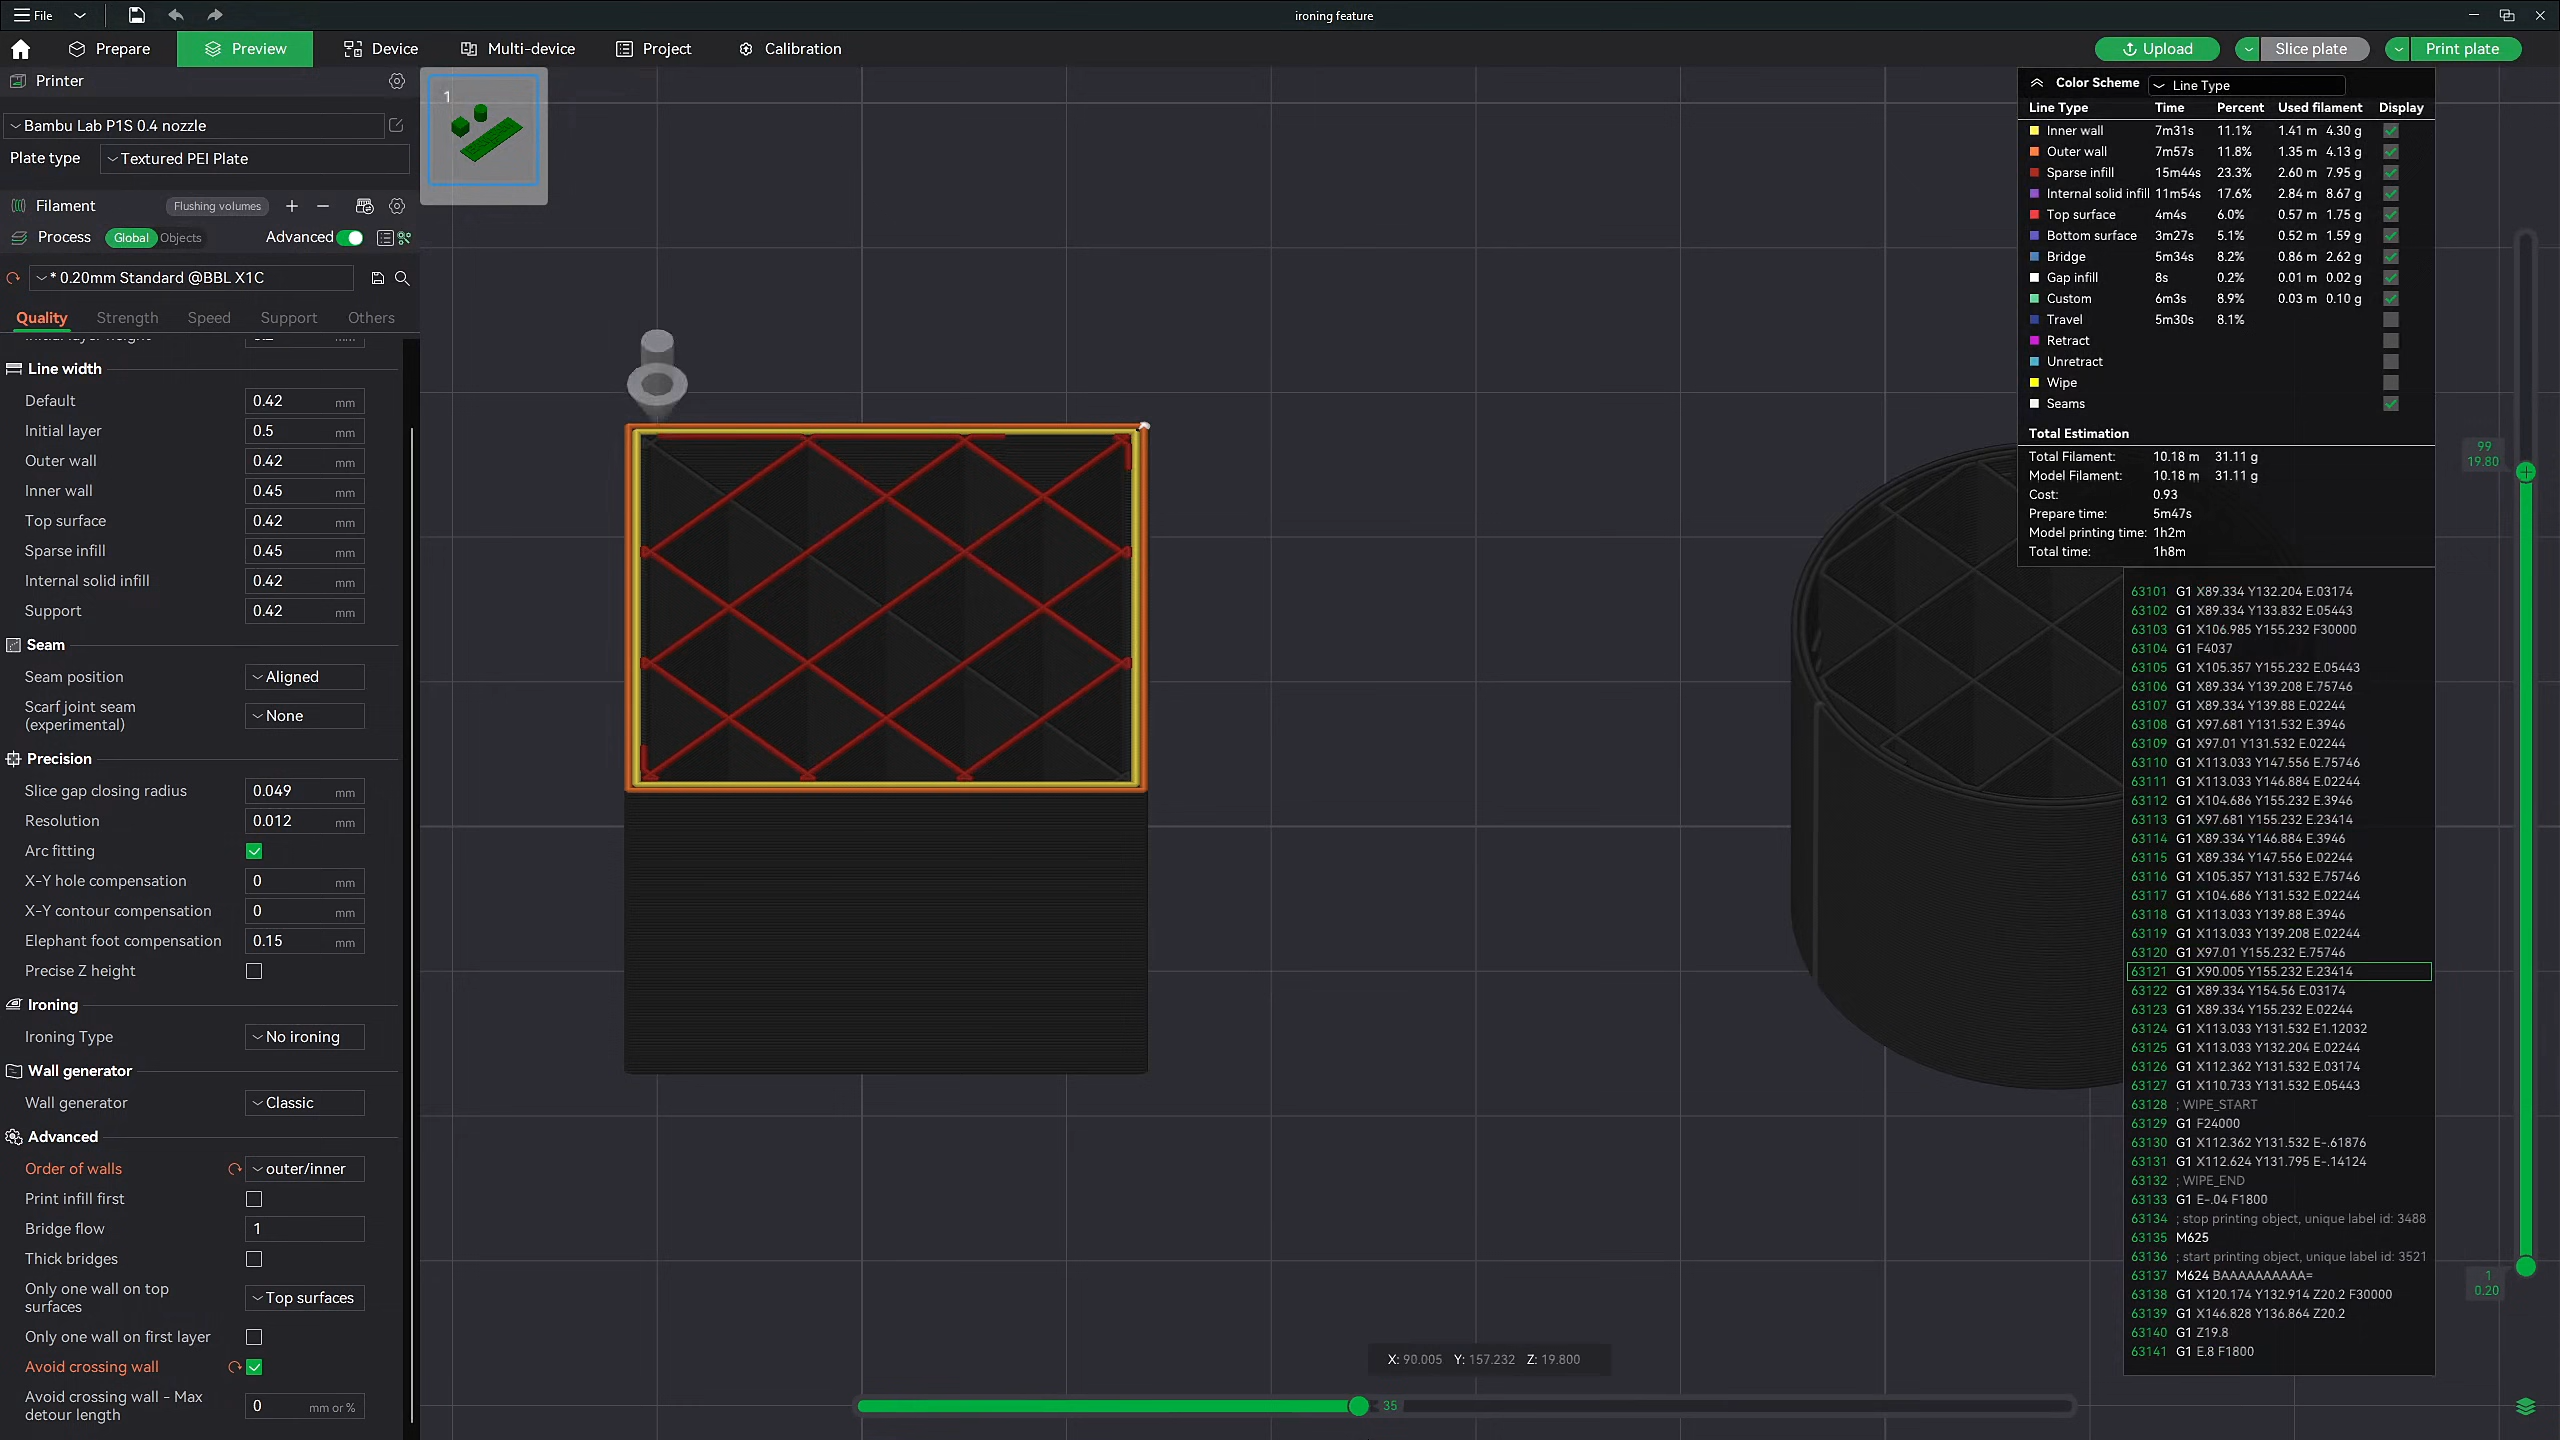 File
ironing feature
Prepare
Preview
Device
Multi-device
Project
Calibration
Upload
Slice plate
Print plate
Printer
Bambu Lab P1S 0.4 nozzle
Plate type
Textured PEI Plate
Filament
Flushing volumes
Process
Global
Objects
Advanced
* 0.20mm Standard @BBL X1C
Quality
Strength
Speed
Support
Others
Line width
Default 0.42 mm
Initial layer 0.5 mm
Outer wall 0.42 mm
Inner wall 0.45 mm
Top surface 0.42 mm
Sparse infill 0.45 mm
Internal solid infill 0.42 mm
Support 0.42 mm
Seam
Seam position Aligned
Scarf joint seam
(experimental) None
Precision
Slice gap closing radius 0.049 mm
Resolution 0.012 mm
Arc fitting
X-Y hole compensation 0 mm
X-Y contour compensation 0 mm
Elephant foot compensation 0.15 mm
Precise Z height
Ironing
Ironing Type No ironing
Wall generator
Wall generator Classic
Advanced
Order of walls outer/inner
Print infill first
Bridge flow 1
Thick bridges
Only one wall on top
surfaces Top surfaces
Only one wall on first layer
Avoid crossing wall
Avoid crossing wall - Max
detour length 0 mm or %
1
Color Scheme Line Type
Line Type Time Percent Used filament Display
Inner wall 7m31s 11.1% 1.41 m 4.30 g
Outer wall 7m57s 11.8% 1.35 m 4.13 g
Sparse infill 15m44s 23.3% 2.60 m 7.95 g
Internal solid infill 11m54s 17.6% 2.84 m 8.67 g
Top surface 4m4s 6.0% 0.57 m 1.75 g
Bottom surface 3m27s 5.1% 0.52 m 1.59 g
Bridge 5m34s 8.2% 0.86 m 2.62 g
Gap infill 8s 0.2% 0.01 m 0.02 g
Custom 6m3s 8.9% 0.03 m 0.10 g
Travel 5m30s 8.1%
Retract
Unretract
Wipe
Seams
Total Estimation
Total Filament: 10.18 m 31.11 g
Model Filament: 10.18 m 31.11 g
Cost: 0.93
Prepare time: 5m47s
Model printing time: 1h2m
Total time: 1h8m
99
19.80
63101 G1 X89.334 Y132.204 E.03174
63102 G1 X89.334 Y133.832 E.05443
63103 G1 X106.985 Y155.232 F30000
63104 G1 F4037
63105 G1 X105.357 Y155.232 E.05443
63106 G1 X89.334 Y139.208 E.75746
63107 G1 X89.334 Y139.88 E.02244
63108 G1 X97.681 Y131.532 E.3946
63109 G1 X97.01 Y131.532 E.02244
63110 G1 X113.033 Y147.556 E.75746
63111 G1 X113.033 Y146.884 E.02244
63112 G1 X104.686 Y155.232 E.3946
63113 G1 X97.681 Y155.232 E.23414
63114 G1 X89.334 Y146.884 E.3946
63115 G1 X89.334 Y147.556 E.02244
63116 G1 X105.357 Y131.532 E.75746
63117 G1 X104.686 Y131.532 E.02244
63118 G1 X113.033 Y139.88 E.3946
63119 G1 X113.033 Y139.208 E.02244
63120 G1 X97.01 Y155.232 E.75746
63121 G1 X90.005 Y155.232 E.23414
63122 G1 X89.334 Y154.56 E.03174
63123 G1 X89.334 Y155.232 E.02244
63124 G1 X113.033 Y131.532 E1.12032
63125 G1 X113.033 Y132.204 E.02244
63126 G1 X112.362 Y131.532 E.03174
63127 G1 X110.733 Y131.532 E.05443
63128 ; WIPE_START
63129 G1 F24000
63130 G1 X112.362 Y131.532 E-.61876
63131 G1 X112.624 Y131.795 E-.14124
63132 ; WIPE_END
63133 G1 E-.04 F1800
63134 ; stop printing object, unique label id: 3488
63135 M625
63136 ; start printing object, unique label id: 3521
63137 M624 BAAAAAAAAAA=
63138 G1 X120.174 Y132.914 Z20.2 F30000
63139 G1 X146.828 Y136.864 Z20.2
63140 G1 Z19.8
63141 G1 E.8 F1800
1
0.20
X: 90.005 Y: 157.232 Z: 19.800
35